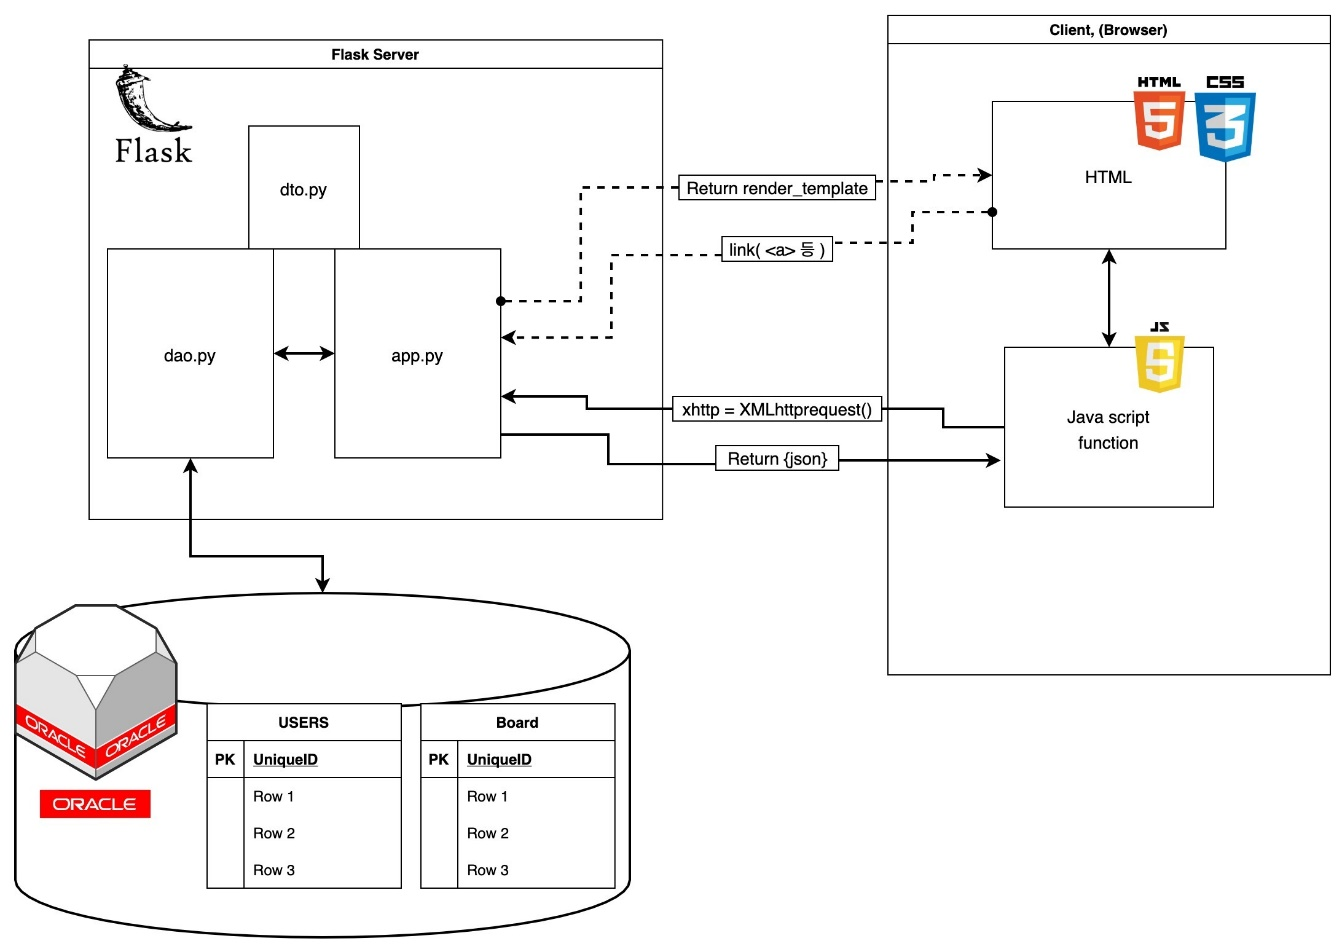 Flask Server
Flask
dto.py
dao.py
app.py
Return render_template
link( <a> 등 )
xhttp = XMLhttprequest()
Return {json}
Client, (Browser)
HTML
5
CSS
3
HTML
JS
Java script
function
ORACLE
ORACLE
ORACLE
USERS
PK UniqueID
Row 1
Row 2
Row 3
Board
PK UniqueID
Row 1
Row 2
Row 3